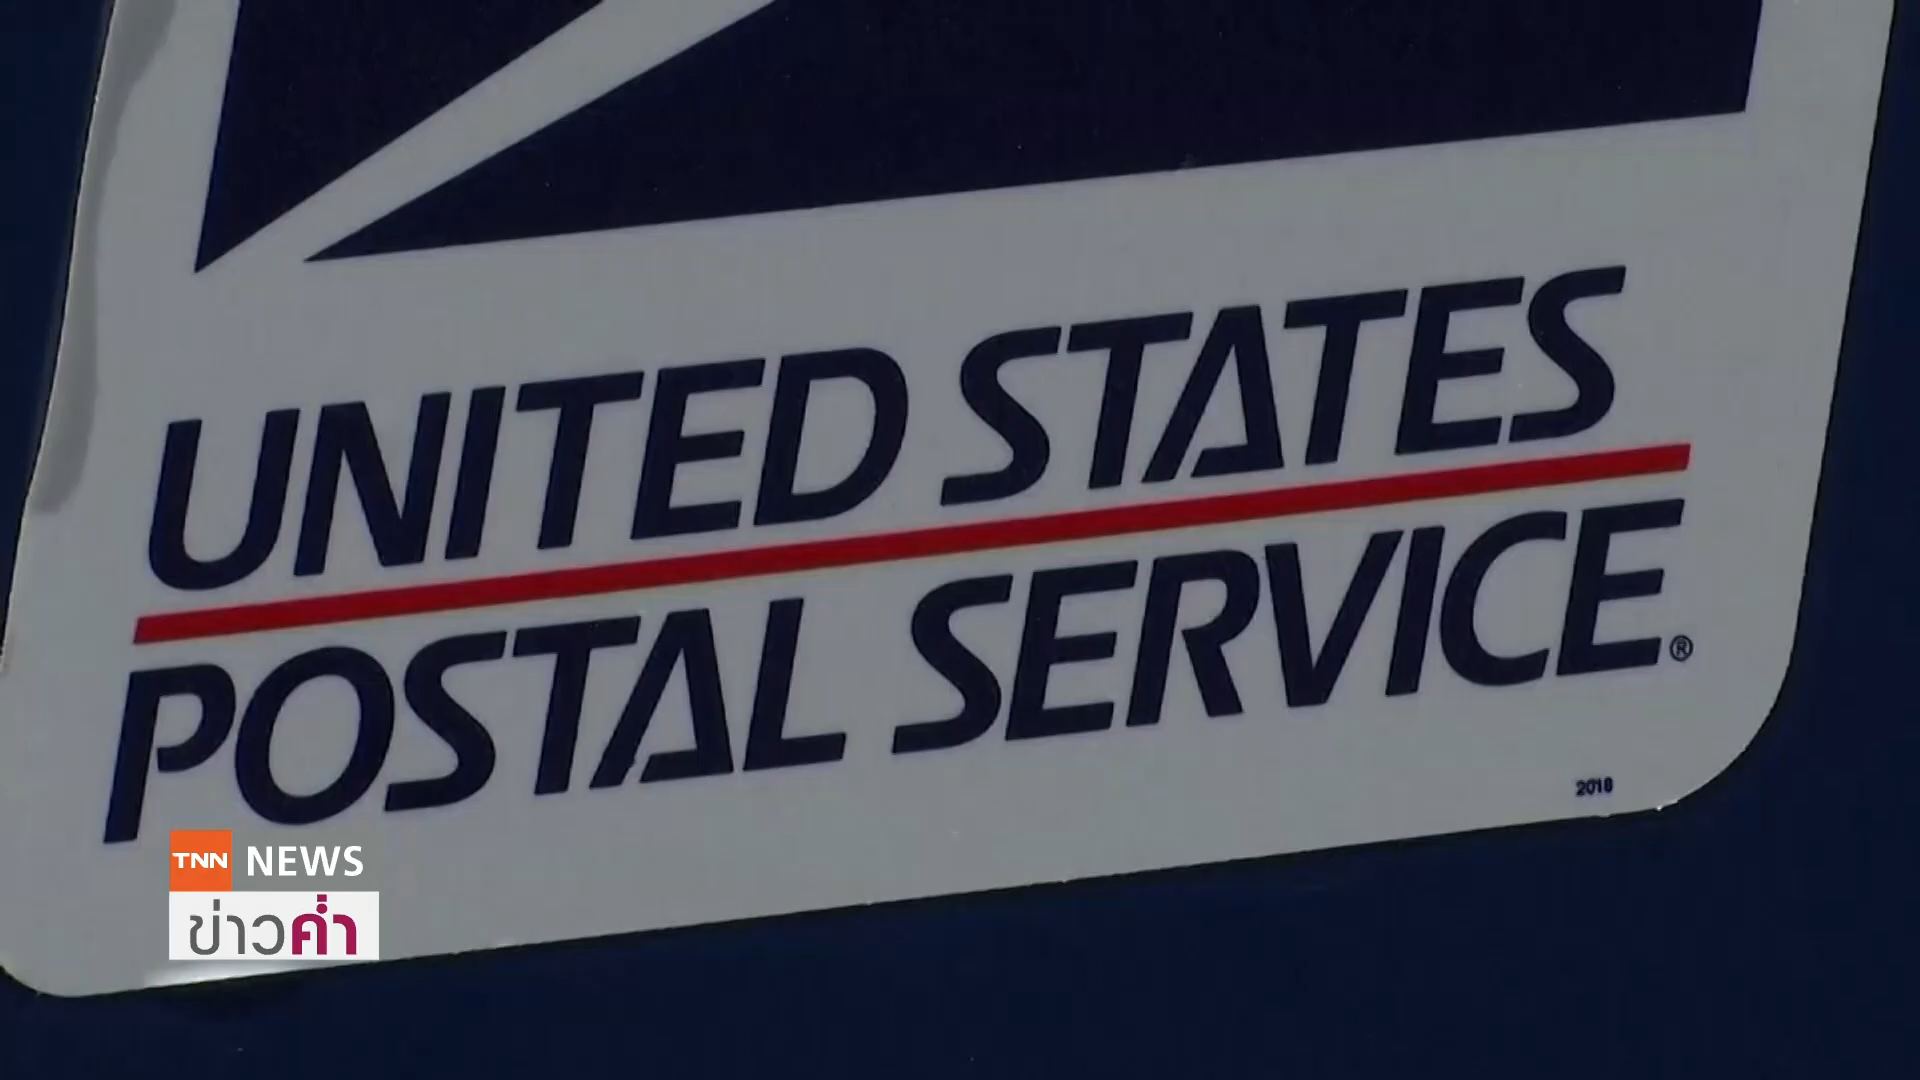 UNITED STATES
POSTAL SERVICE®
2018
TNN NEWS
ข่าวค่ำ